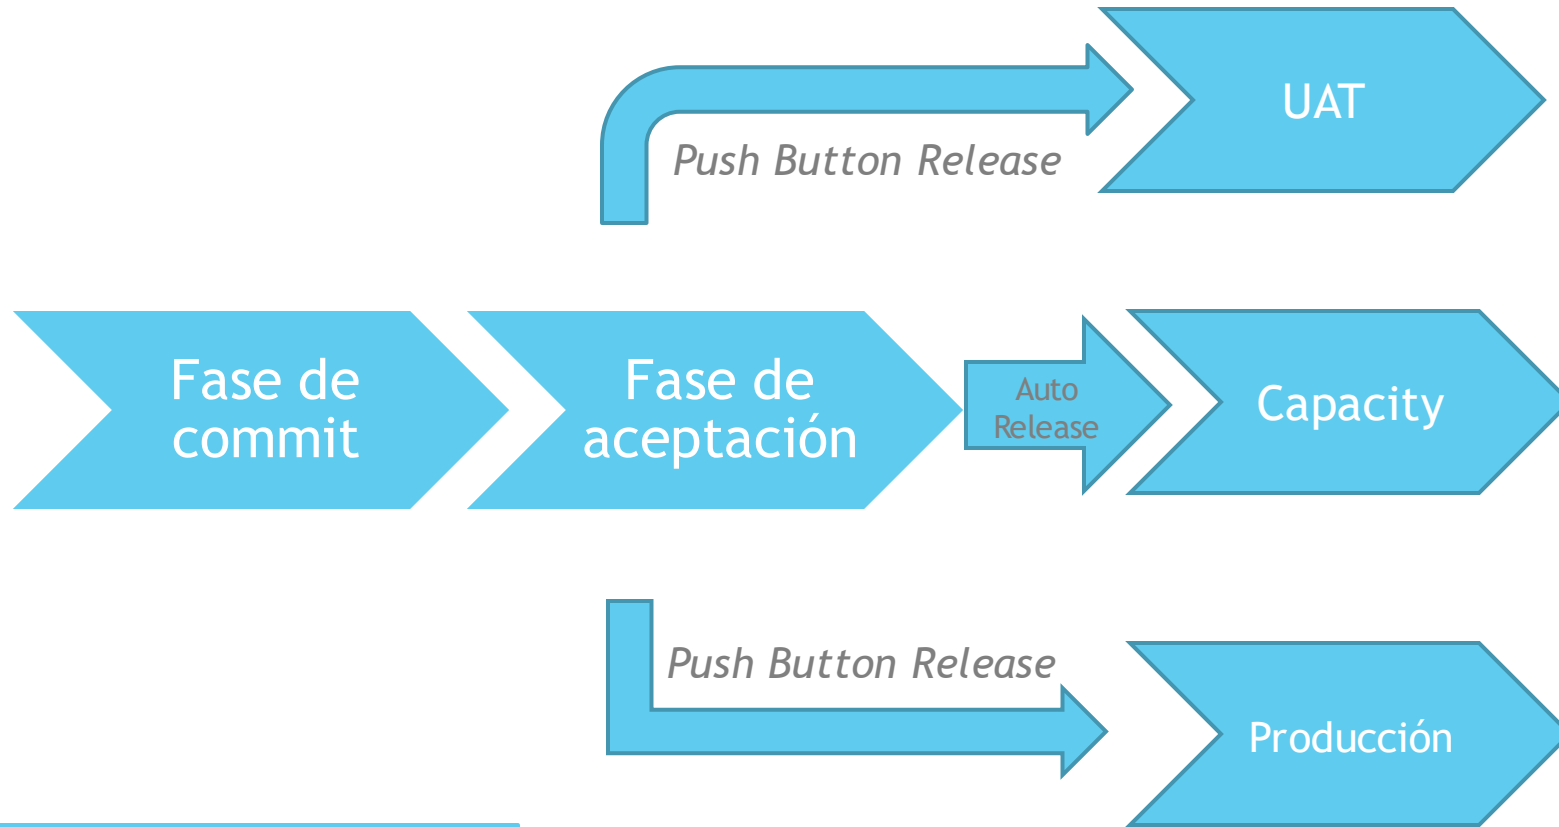 UAT
Push Button Release
Fase de
commit
Fase de
aceptación
Auto
Release
Capacity
Push Button Release
Producción